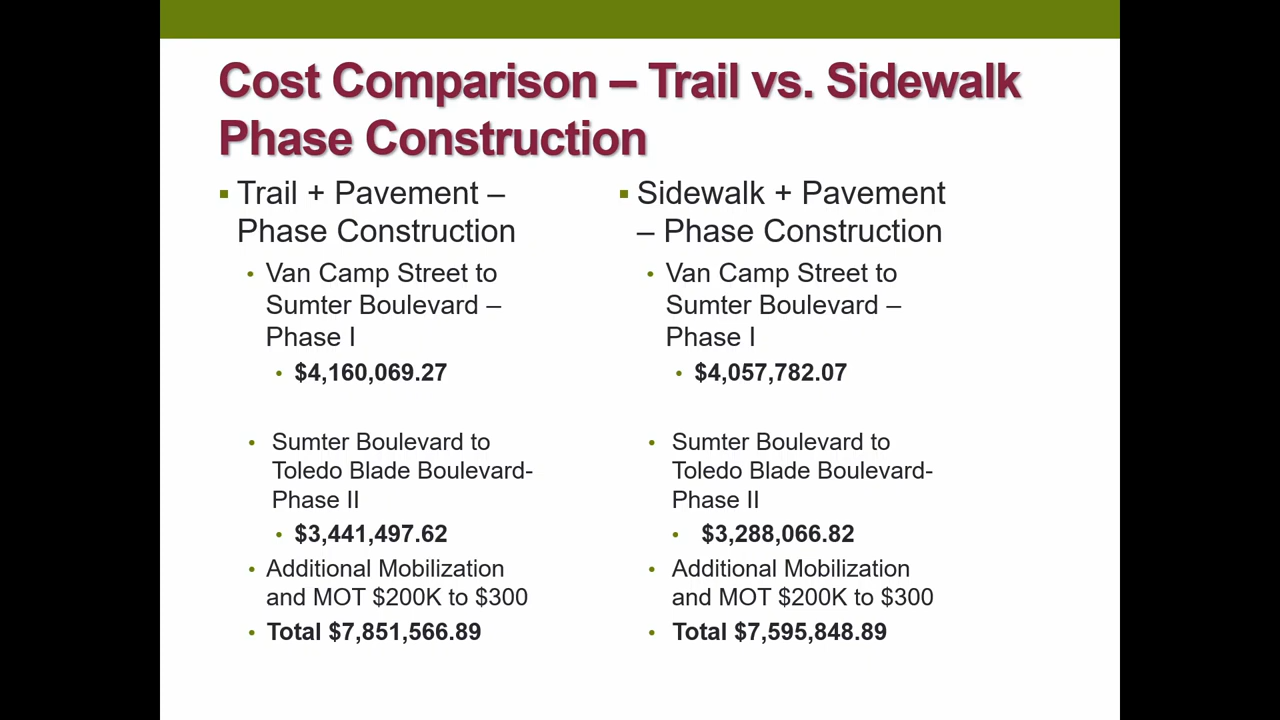 Cost Comparison – Trail vs. Sidewalk
Phase Construction
Trail + Pavement –
Phase Construction
Van Camp Street to
Sumter Boulevard –
Phase I
$4,160,069.27
Sumter Boulevard to
Toledo Blade Boulevard-
Phase II
$3,441,497.62
Additional Mobilization
and MOT $200K to $300
Total $7,851,566.89
Sidewalk + Pavement
– Phase Construction
Van Camp Street to
Sumter Boulevard –
Phase I
$4,057,782.07
Sumter Boulevard to
Toledo Blade Boulevard-
Phase II
$3,288,066.82
Additional Mobilization
and MOT $200K to $300
Total $7,595,848.89